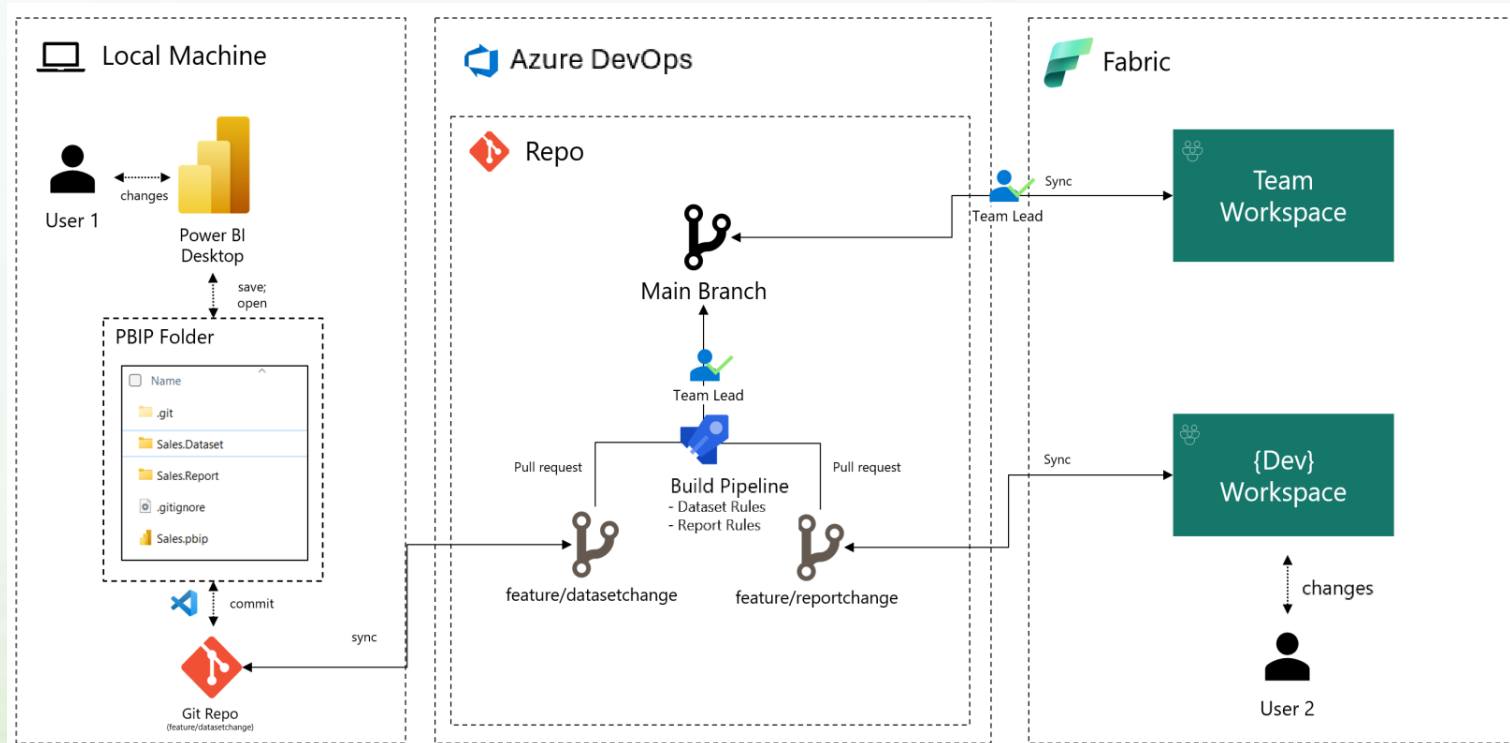 Local Machine
User 1
changes
Power BI
Desktop
save;
open
PBIP Folder
Name
.git
Sales.Dataset
Sales.Report
.gitignore
Sales.pbip
commit
Git Repo
(feature/datasetchange)
sync
Azure DevOps
Repo
Main Branch
Team Lead
Pull request
Pull request
Build Pipeline
- Dataset Rules
- Report Rules
feature/datasetchange
feature/reportchange
Team Lead
Sync
Sync
Fabric
Team
Workspace
{Dev}
Workspace
changes
User 2